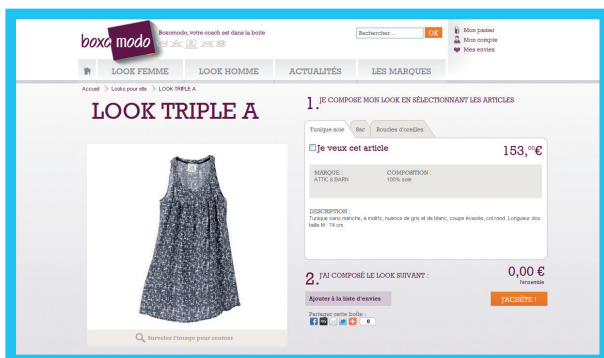 boxomodo
Boxomodo, votre coach est dans la boîte
Rechercher ...
OK
Mon panier
Mon compte
Mes envies
LOOK FEMME
LOOK HOMME
ACTUALITÉS
LES MARQUES
Accueil > Looks pour elle > LOOK TRIPLE A
LOOK TRIPLE A
1. JE COMPOSE MON LOOK EN SÉLECTIONNANT LES ARTICLES
Tunique soie
Sac
Boucles d'oreilles
Je veux cet article
153,00€
MARQUE : COMPOSITION :
ATTIC & BARN 100% soie
DESCRIPTION :
Tunique sans manche, à motifs, nuance de gris et de blanc, coupe évasée, col rond. Longueur dos
taille M : 74 cm.
2. J'AI COMPOSÉ LE LOOK SUIVANT :
0,00 €
l'ensemble
Ajouter à la liste d'envies
J'ACHÈTE !
Partager cette boîte :
0
Survolez l'image pour zoomer